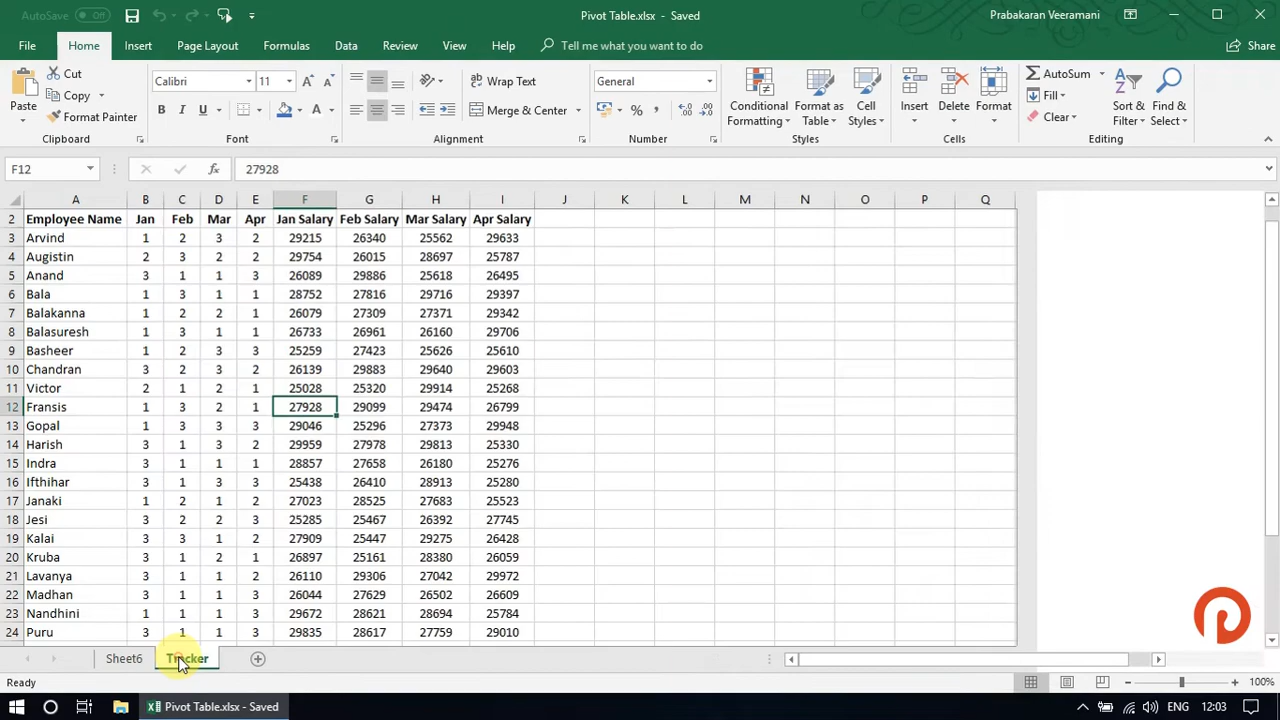 AutoSave Off Pivot Table.xlsx - Saved Prabakaran Veeramani
File Home Insert Page Layout Formulas Data Review View Help Tell me what you want to do Share
Paste Cut Copy Format Painter
Calibri 11 A A B I U A
Wrap Text Merge & Center
General % ,
Conditional Formatting Format as Table Cell Styles
Insert Delete Format
AutoSum Fill Clear Sort & Filter Find & Select
Clipboard Font Alignment Number Styles Cells Editing
F12 fx 27928
A B C D E F G H I J K L M N O P Q
2 Employee Name Jan Feb Mar Apr Jan Salary Feb Salary Mar Salary Apr Salary
3 Arvind 1 2 3 2 29215 26340 25562 29633
4 Augistin 2 3 2 2 29754 26015 28697 25787
5 Anand 3 1 1 3 26089 29886 25618 26495
6 Bala 1 3 1 1 28752 27816 29716 29397
7 Balakanna 1 2 2 1 26079 27309 27371 29342
8 Balasuresh 1 3 1 1 26733 26961 26160 29706
9 Basheer 1 2 3 3 25259 27423 25626 25610
10 Chandran 3 2 3 2 26139 29883 29640 29603
11 Victor 2 1 2 1 25028 25320 29914 25268
12 Fransis 1 3 2 1 27928 29099 29474 26799
13 Gopal 1 3 3 3 29046 25296 27373 29948
14 Harish 3 1 3 2 29959 27978 29813 25330
15 Indra 3 1 1 1 28857 27658 26180 25276
16 Ifthihar 3 1 3 3 25438 26410 28913 25280
17 Janaki 1 2 1 2 27023 28525 27683 25523
18 Jesi 3 2 2 3 25285 25467 26392 27745
19 Kalai 3 3 1 2 27909 25447 29275 26428
20 Kruba 3 1 2 1 26897 25161 28380 26059
21 Lavanya 3 1 1 2 26110 29306 27042 29972
22 Madhan 3 1 1 3 26044 27629 26502 26609
23 Nandhini 1 1 1 3 29672 28621 28694 25784
24 Puru 3 1 1 3 29835 28617 27759 29010
Sheet6 Tracker
Ready 100%
Pivot Table.xlsx - Saved ENG 12:03